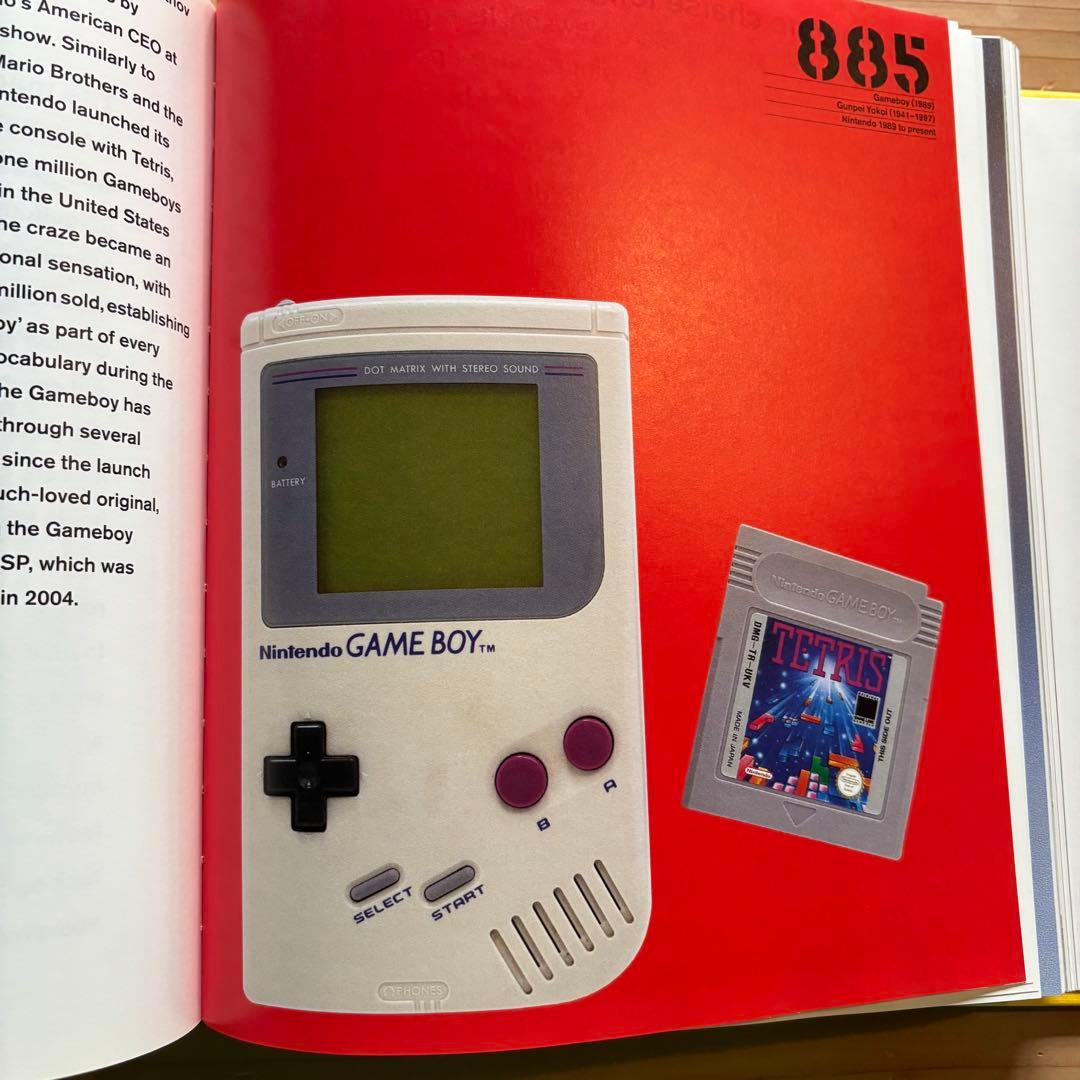 by
o's American CEO at
show. Similarly to
Mario Brothers and the
ntendo launched its
e console with Tetris,
one million Gameboys
in the United States
he craze became an
onal sensation, with
million sold, establishing
oy' as part of every
ocabulary during the
he Gameboy has
through several
since the launch
uch-loved original,
the Gameboy
SP, which was
in 2004.
885
Gameboy (1989)
Gunpei Yokoi (1941–1997)
Nintendo 1989 to present
OFF•ON
DOT MATRIX WITH STEREO SOUND
BATTERY
Nintendo GAME BOY™
B
A
SELECT
START
PHONES
Nintendo GAME BOY™
TETRIS
DMG-TR-UKV
MADE IN JAPAN
THIS SIDE OUT
Nintendo